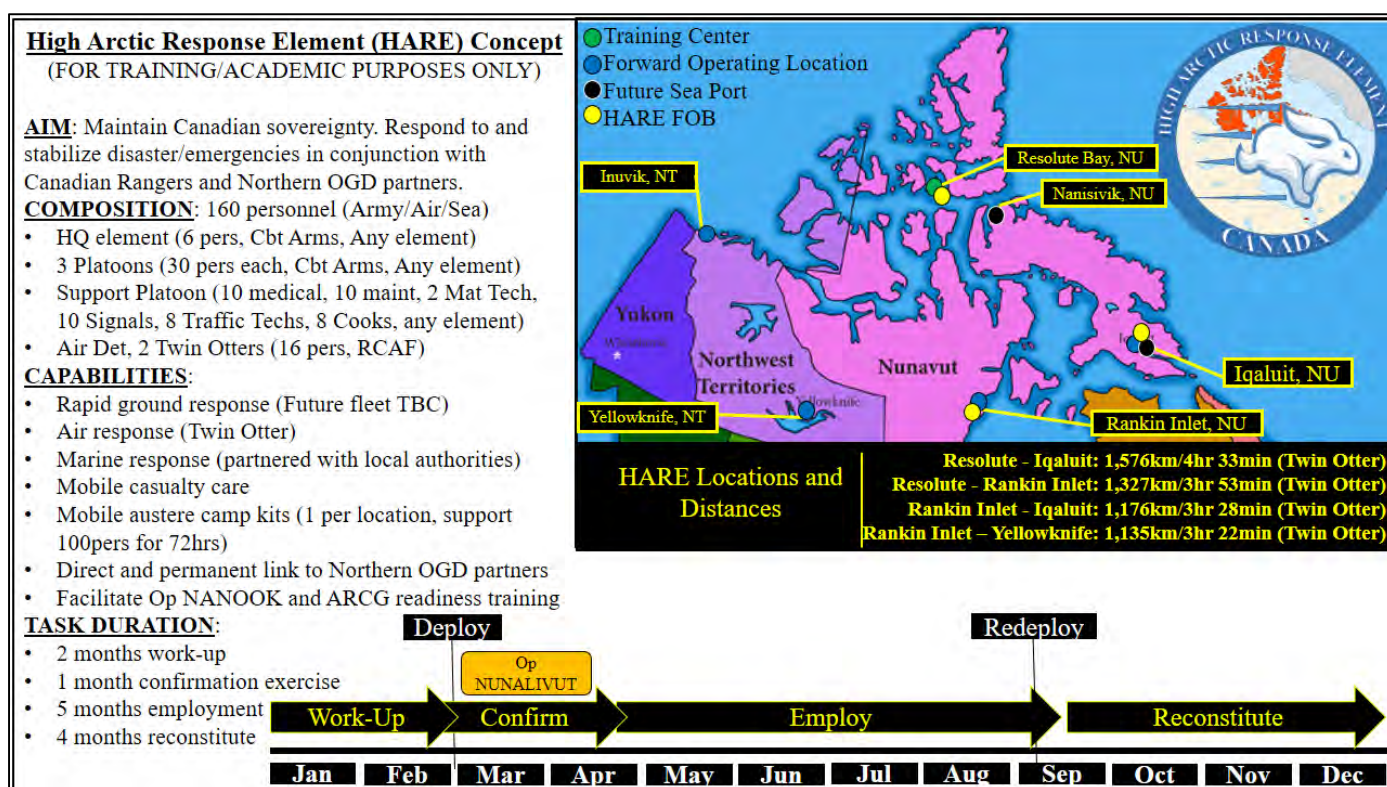 High Arctic Response Element (HARE) Concept
(FOR TRAINING/ACADEMIC PURPOSES ONLY)
AIM: Maintain Canadian sovereignty. Respond to and
stabilize disaster/emergencies in conjunction with
Canadian Rangers and Northern OGD partners.
COMPOSITION: 160 personnel (Army/Air/Sea)
• HQ element (6 pers, Cbt Arms, Any element)
• 3 Platoons (30 pers each, Cbt Arms, Any element)
• Support Platoon (10 medical, 10 maint, 2 Mat Tech,
10 Signals, 8 Traffic Techs, 8 Cooks, any element)
• Air Det, 2 Twin Otters (16 pers, RCAF)
CAPABILITIES:
• Rapid ground response (Future fleet TBC)
• Air response (Twin Otter)
• Marine response (partnered with local authorities)
• Mobile casualty care
• Mobile austere camp kits (1 per location, support
100pers for 72hrs)
• Direct and permanent link to Northern OGD partners
• Facilitate Op NANOOK and ARCG readiness training
TASK DURATION:
• 2 months work-up
• 1 month confirmation exercise
• 5 months employment
• 4 months reconstitute
Training Center
Forward Operating Location
Future Sea Port
HARE FOB
HIGH ARCTIC RESPONSE ELEMENT
CANADA
Inuvik, NT
Resolute Bay, NU
Nanisivik, NU
Yukon
Northwest
Territories
Nunavut
Yellowknife
Yellowknife, NT
Iqaluit, NU
Rankin Inlet, NU
HARE Locations and
Distances
Resolute - Iqaluit: 1,576km/4hr 33min (Twin Otter)
Resolute - Rankin Inlet: 1,327km/3hr 53min (Twin Otter)
Rankin Inlet - Iqaluit: 1,176km/3hr 28min (Twin Otter)
Rankin Inlet – Yellowknife: 1,135km/3hr 22min (Twin Otter)
Deploy
Redeploy
Op
NUNALIVUT
Work-Up
Confirm
Employ
Reconstitute
Jan Feb Mar Apr May Jun Jul Aug Sep Oct Nov Dec